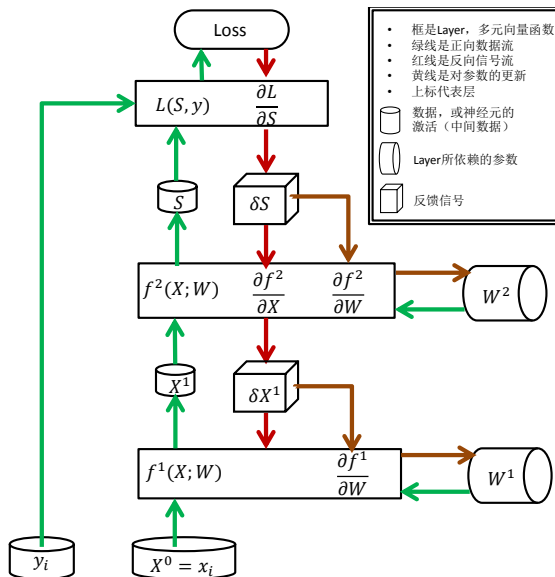 Loss
L(S, y)
∂L
∂S
S
δS
f²(X; W)
∂f²
∂X
∂f²
∂W
W²
X¹
δX¹
f¹(X; W)
∂f¹
∂W
W¹
yᵢ
X⁰ = xᵢ
• 框是Layer，多元向量函数
• 绿线是正向数据流
• 红线是反向信号流
• 黄线是对参数的更新
• 上标代表层
数据，或神经元的
激活（中间数据）
Layer所依赖的参数
反馈信号